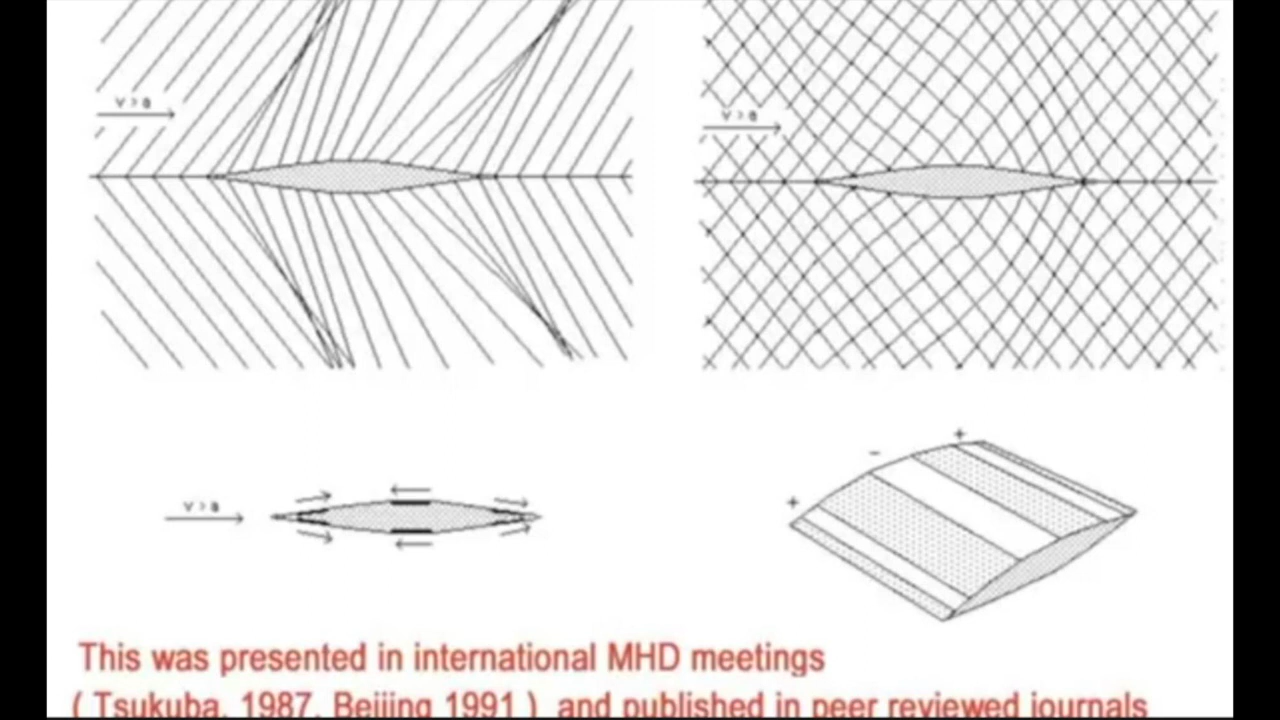 V > a
V > a
V > a
+
-
+
This was presented in international MHD meetings
( Tsukuba, 1987, Beijing 1991 ) and published in peer reviewed journals